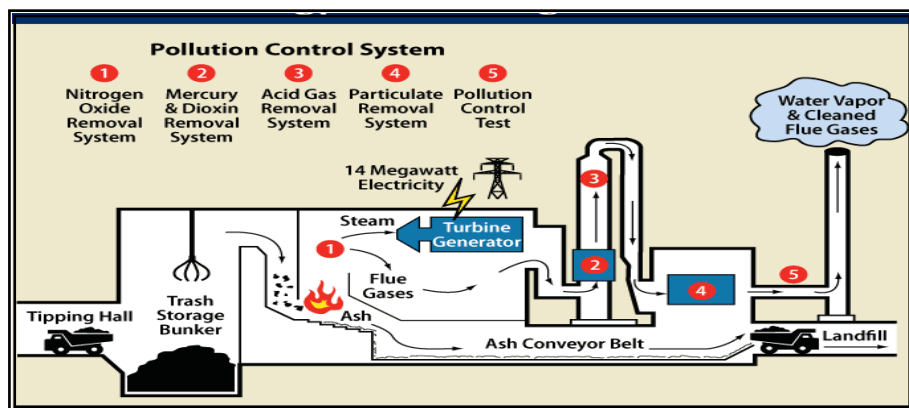 Pollution Control System
1
Nitrogen
Oxide
Removal
System
2
Mercury
& Dioxin
Removal
System
3
Acid Gas
Removal
System
4
Particulate
Removal
System
5
Pollution
Control
Test
Water Vapor
& Cleaned
Flue Gases
14 Megawatt
Electricity
3
Steam
1
Turbine
Generator
2
Flue
Gases
4
5
Tipping Hall
Trash
Storage
Bunker
Ash
Ash Conveyor Belt
Landfill